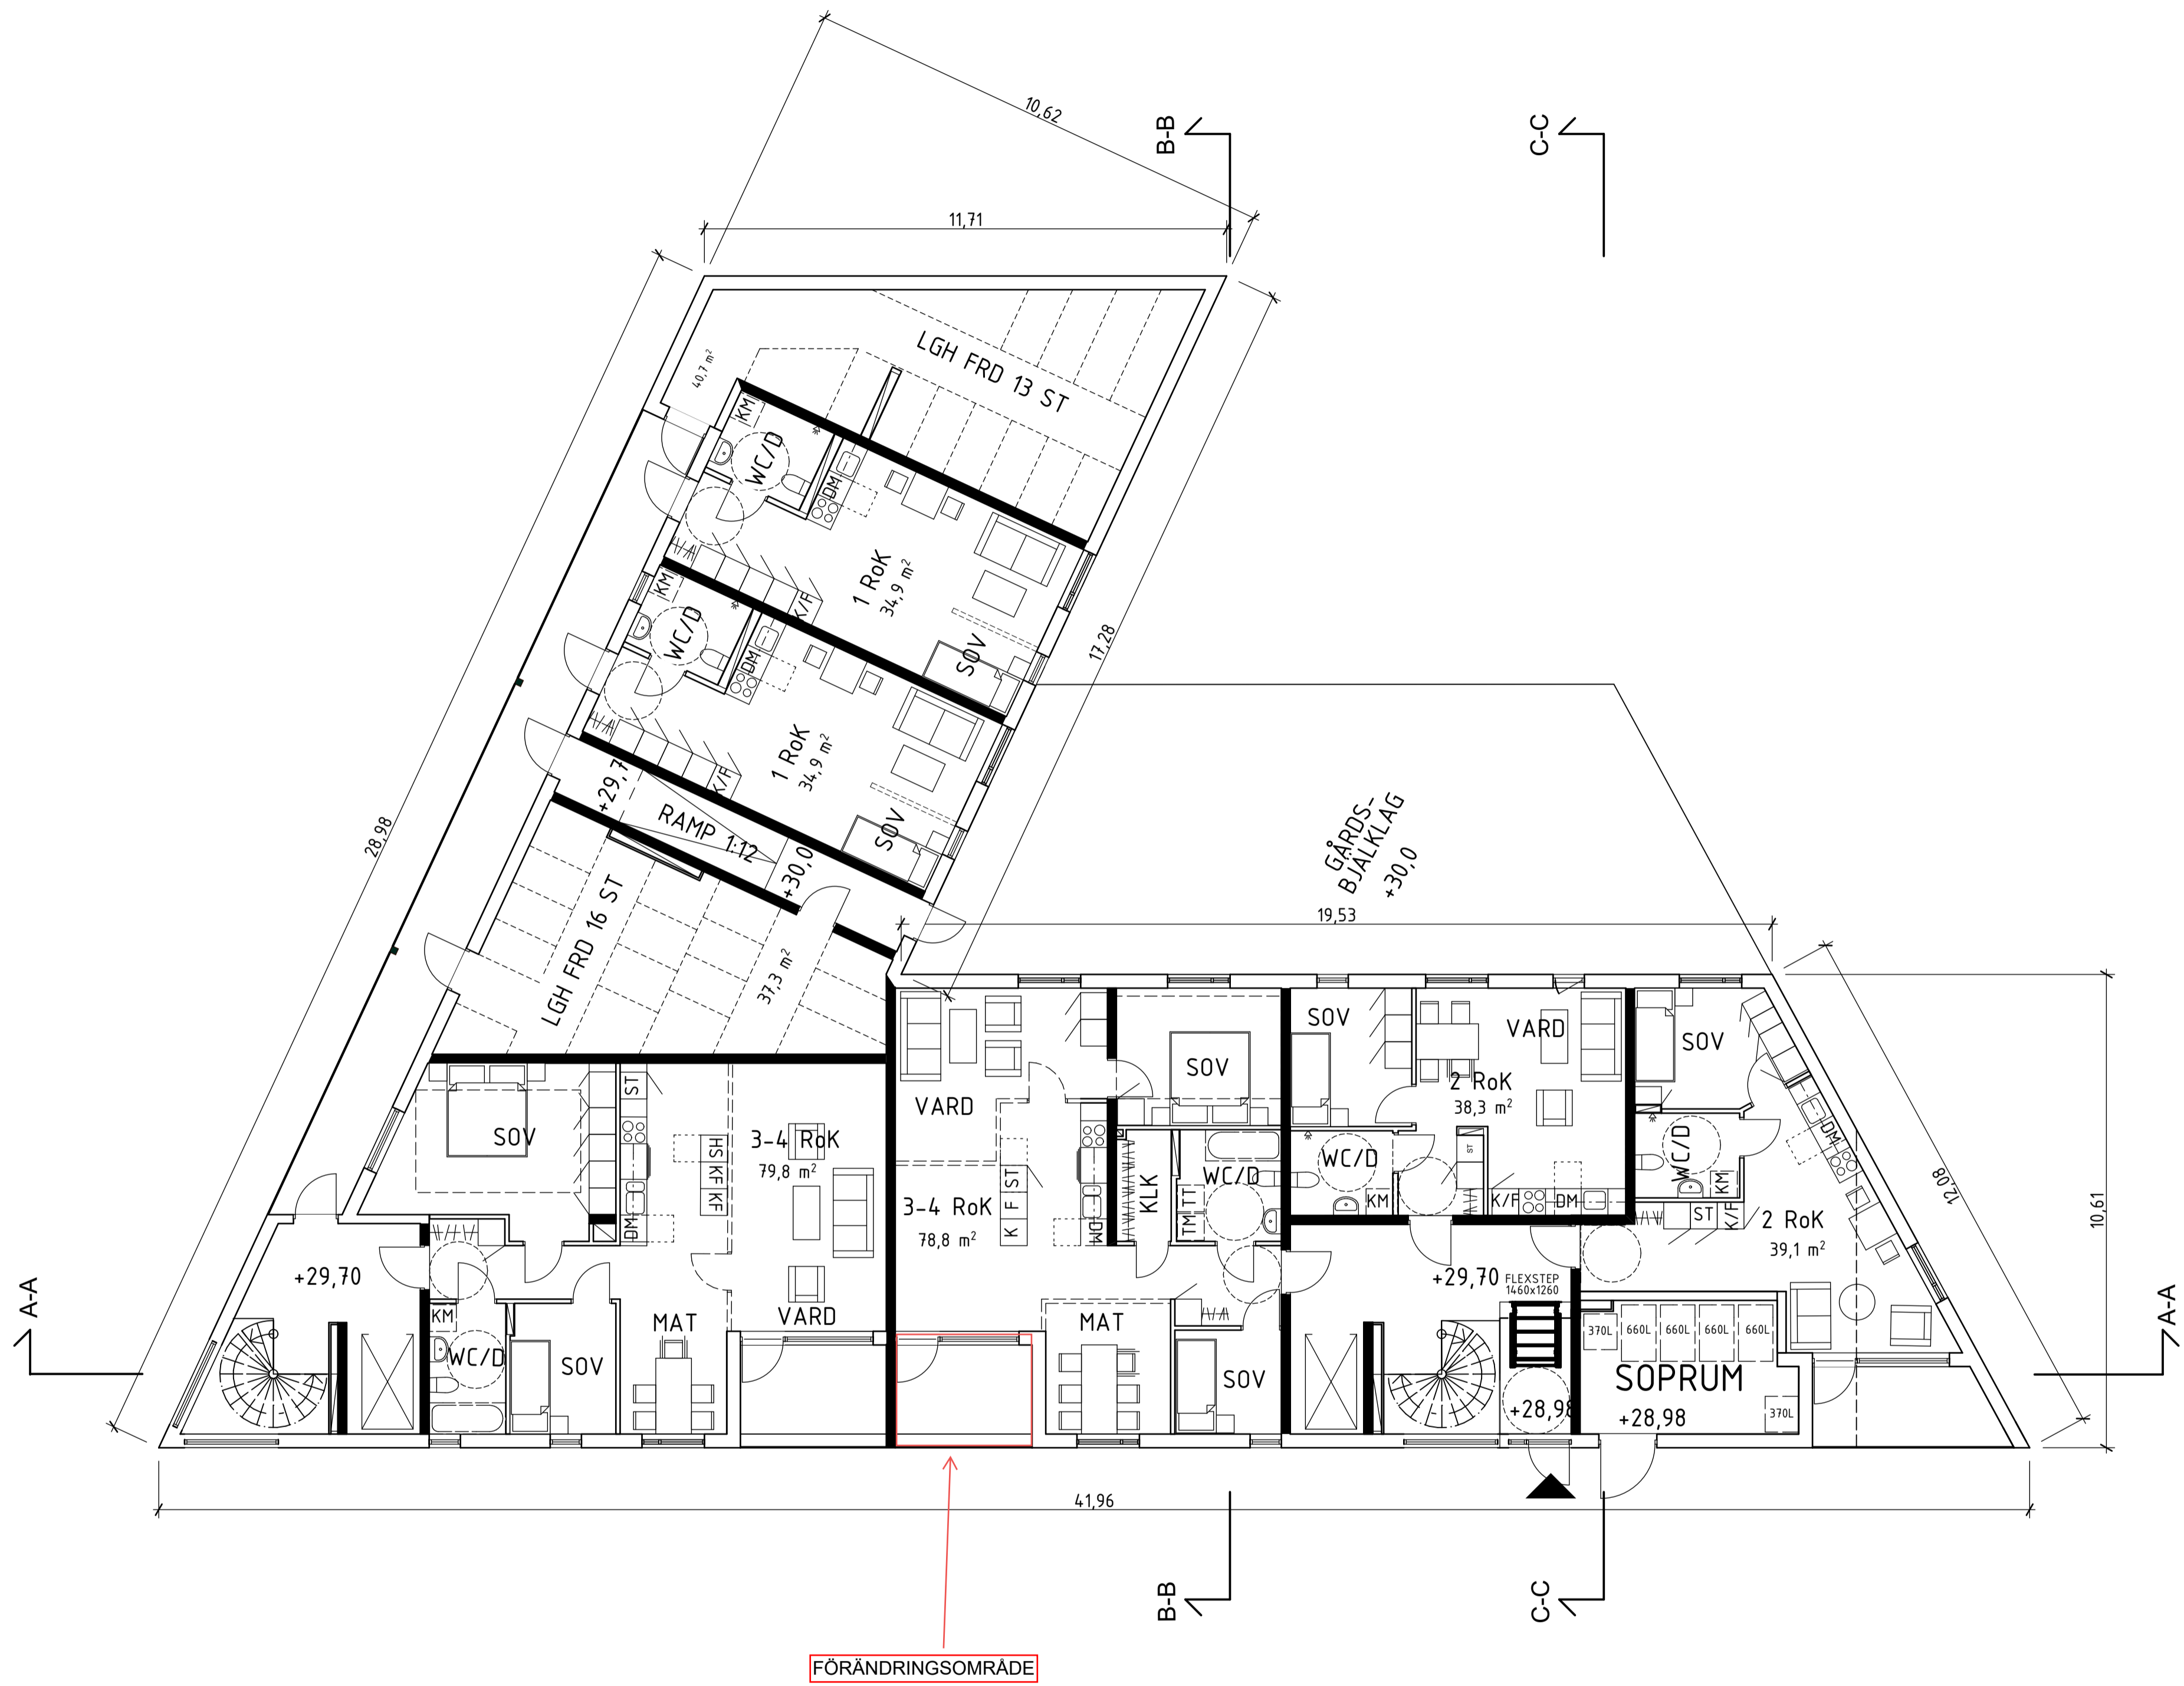 10,62
B-B
C-C
11,71
LGH FRD 13 ST
40,7 m²
KM
WC/D
DM
1 RoK
34,9 m²
K/F
SOV
KM
WC/D
DM
1 RoK
34,9 m²
K/F
SOV
17,28
28,98
+29,7
RAMP 1:12
+30,0
LGH FRD 16 ST
37,3 m²
GÅRDS-
BJÄLKLAG
+30,0
19,53
12,08
10,61
SOV
ST
DM
HS KF KF
3-4 RoK
79,8 m²
VARD
MAT
+29,70
KM
WC/D
SOV
VARD
3-4 RoK
78,8 m²
K F ST
DM
KLK
SOV
WC/D
TM TT
MAT
SOV
SOV
VARD
2 RoK
38,3 m²
WC/D
KM
ST
K/F
DM
SOV
WC/D
KM
DM
ST
K/F
2 RoK
39,1 m²
+29,70
FLEXSTEP
1460x1260
+28,98
370L
660L
660L
660L
660L
SOPRUM
+28,98
370L
A-A
A-A
41,96
B-B
C-C
FÖRÄNDRINGSOMRÅDE